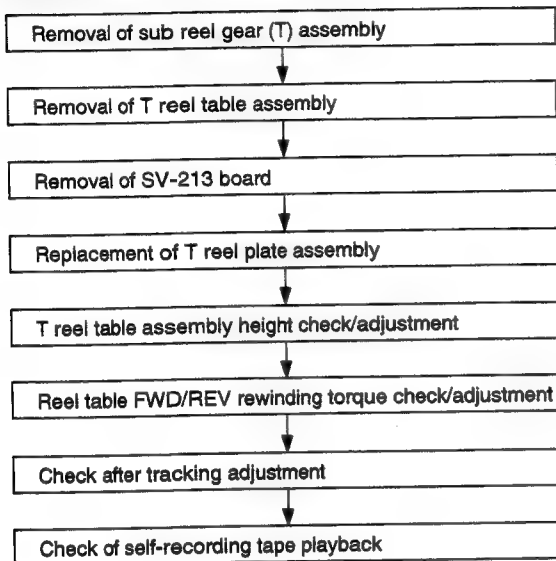 Removal of sub reel gear (T) assembly
Removal of T reel table assembly
Removal of SV-213 board
Replacement of T reel plate assembly
T reel table assembly height check/adjustment
Reel table FWD/REV rewinding torque check/adjustment
Check after tracking adjustment
Check of self-recording tape playback